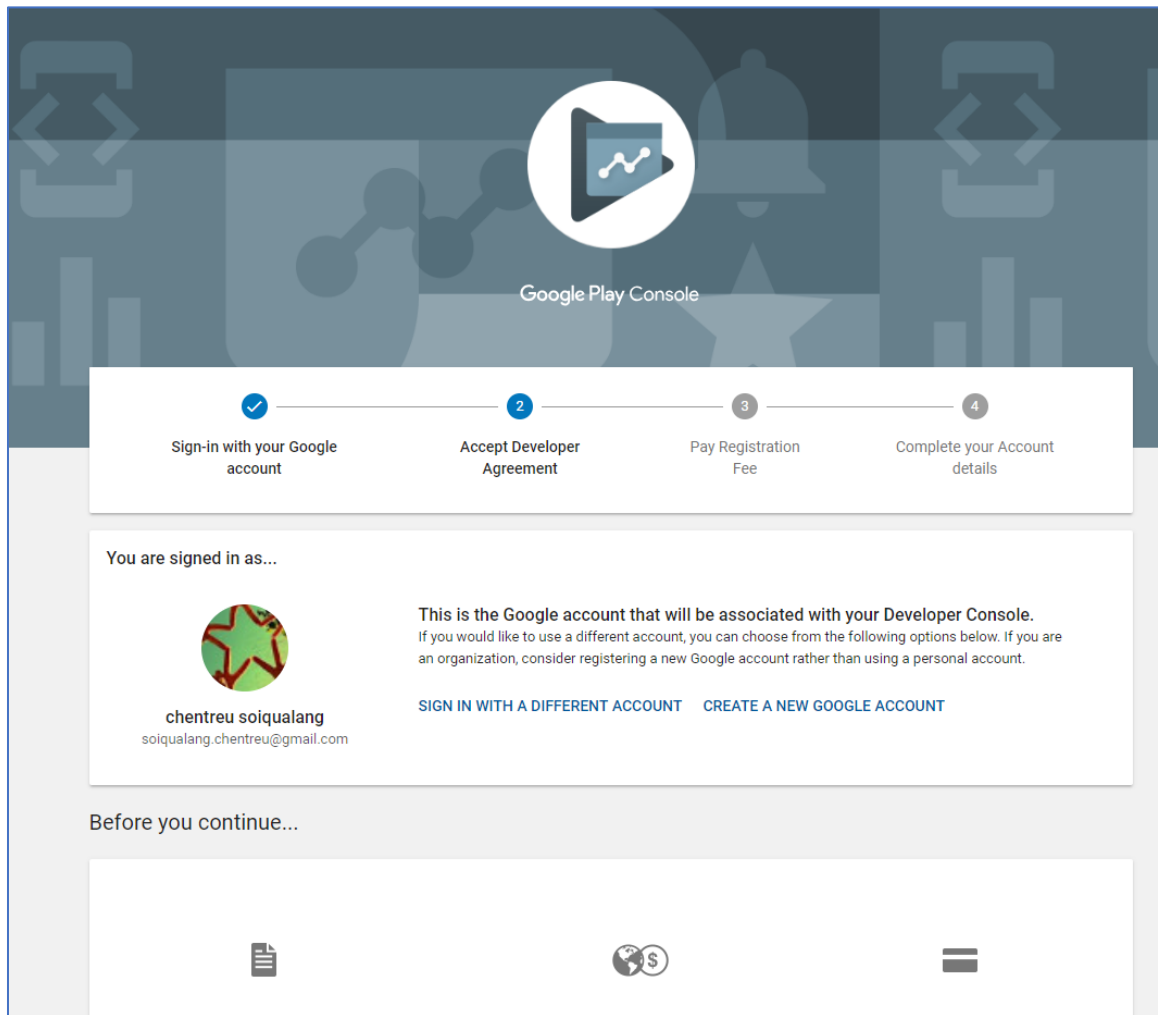 Google Play Console
2
3
4
Sign-in with your Google
account
Accept Developer
Agreement
Pay Registration
Fee
Complete your Account
details
You are signed in as...
This is the Google account that will be associated with your Developer Console.
If you would like to use a different account, you can choose from the following options below. If you are
an organization, consider registering a new Google account rather than using a personal account.
SIGN IN WITH A DIFFERENT ACCOUNT
CREATE A NEW GOOGLE ACCOUNT
chentreu soiqualang
soiqualang.chentreu@gmail.com
Before you continue...
$